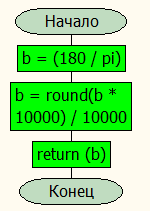 Начало
b = (180 / pi)
b = round(b *
10000) / 10000
return (b)
Конец